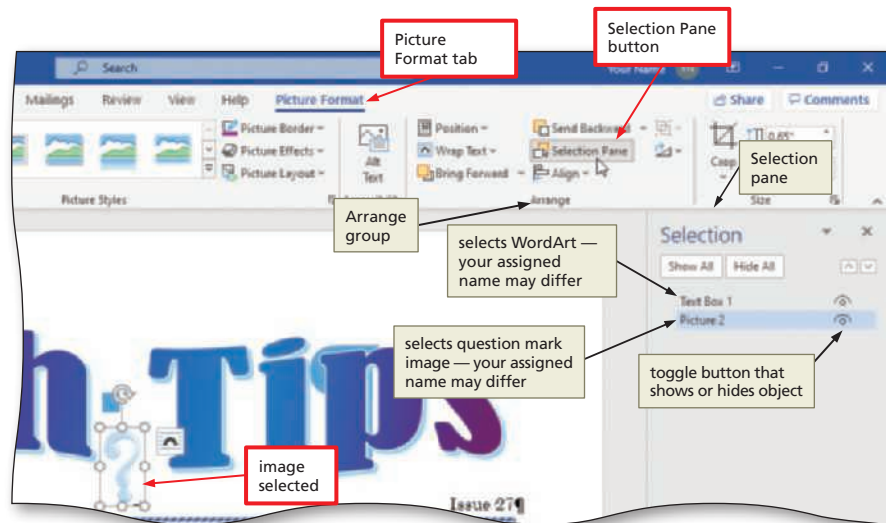 Picture
Format tab
Selection Pane
button
Search
Mailings Review View Help Picture Format
Share Comments
Picture Border
Picture Effects
Picture Layout
Alt
Text
Position
Wrap Text
Bring Forward
Send Backward
Selection Pane
Align
0.65"
Selection
pane
Picture Styles
Arrange
Size
Arrange
group
selects WordArt —
your assigned
name may differ
Selection
Show All Hide All
Text Box 1
Picture 2
selects question mark
image — your assigned
name may differ
toggle button that
shows or hides object
h Tips
?
image
selected
Issue 27¶